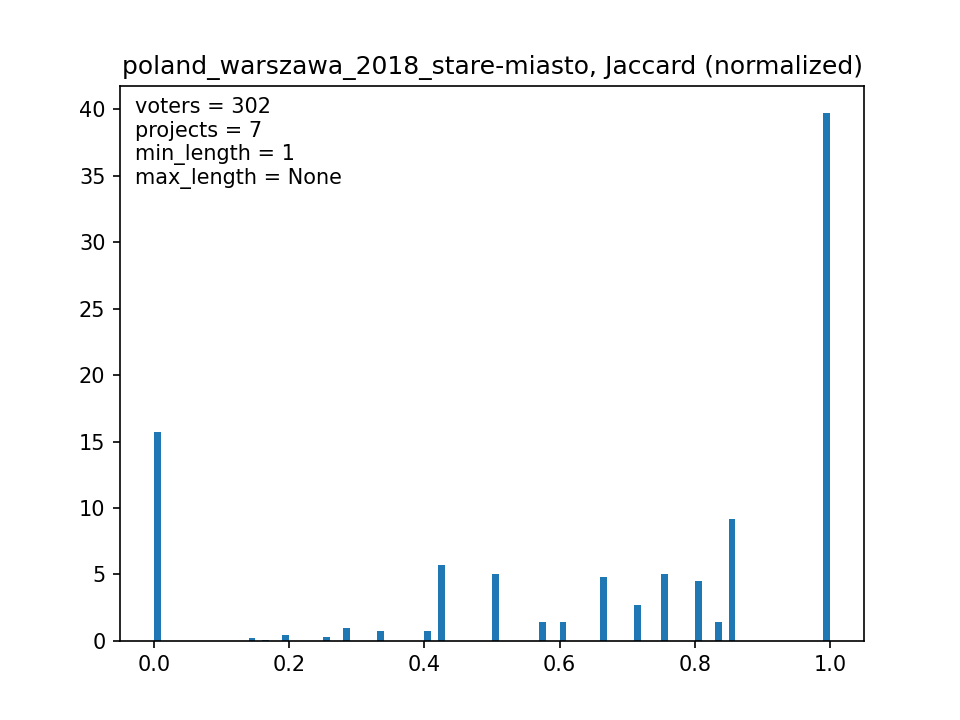 poland_warszawa_2018_stare-miasto, Jaccard (normalized)
voters = 302
projects = 7
min_length = 1
max_length = None
40
35
30
25
20
15
10
5
0
0.0 0.2 0.4 0.6 0.8 1.0